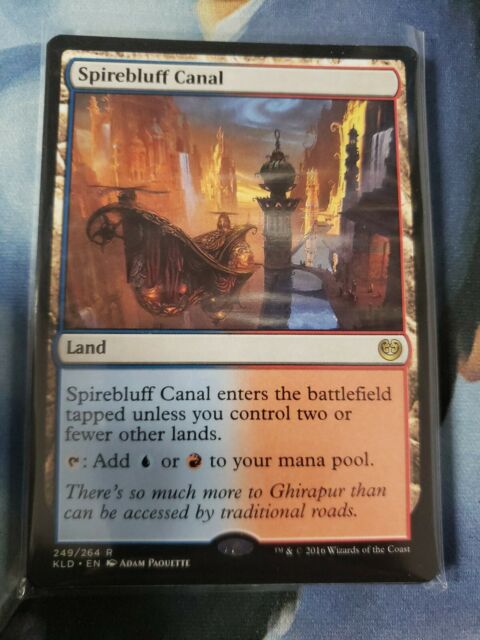 Spirebluff Canal
Land
Spirebluff Canal enters the battlefield
tapped unless you control two or
fewer other lands.
: Add or to your mana pool.
There's so much more to Ghirapur than
can be accessed by traditional roads.
249/264 R
KLD • EN Adam Paquette
™ & © 2016 Wizards of the Coast